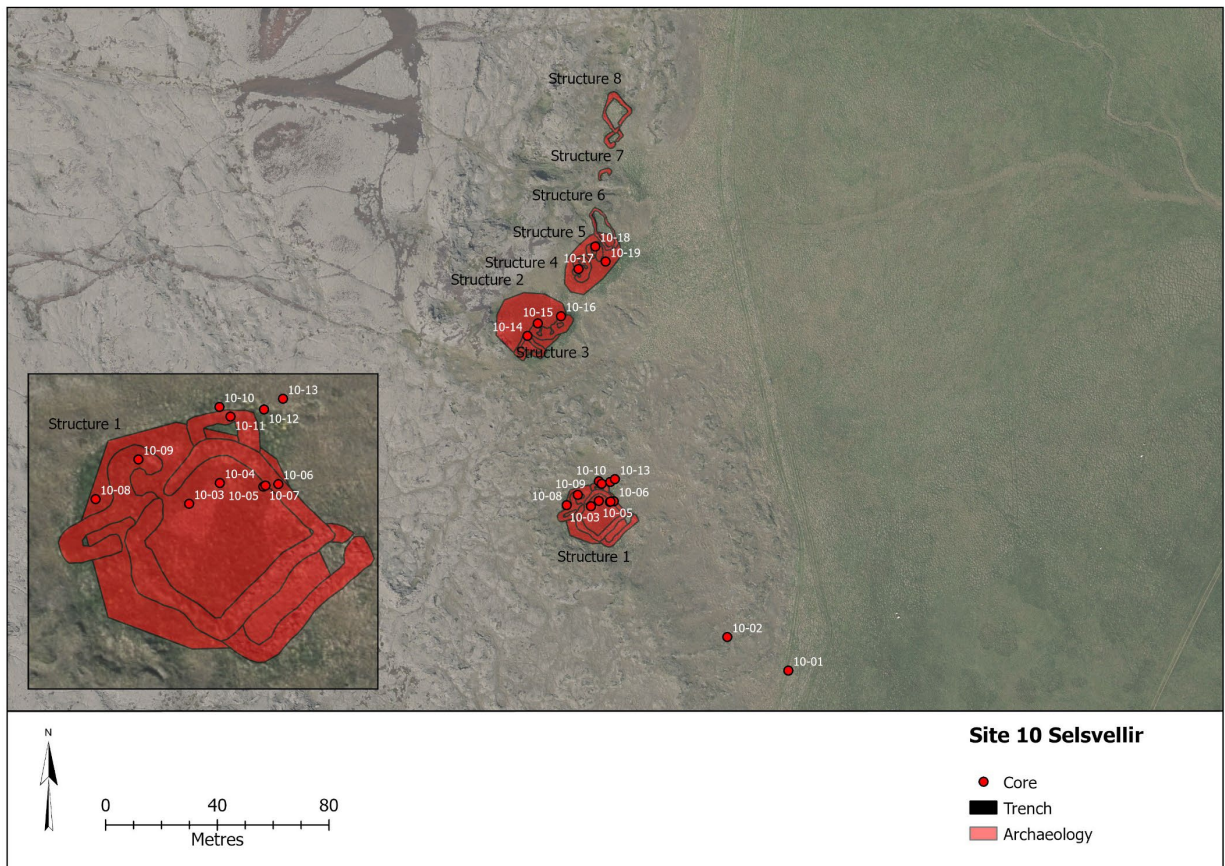 Structure 8
Structure 7
Structure 6
Structure 5
10-18
10-19
Structure 4
10-17
Structure 2
10-16
10-15
10-14
Structure 3
10-10
10-13
10-09
10-08
10-06
10-03
10-05
Structure 1
10-02
10-01
Structure 1
10-13
10-10
10-12
10-11
10-09
10-04
10-06
10-08
10-03
10-05
10-07
N
0
40
80
Metres
Site 10 Selsvellir
Core
Trench
Archaeology